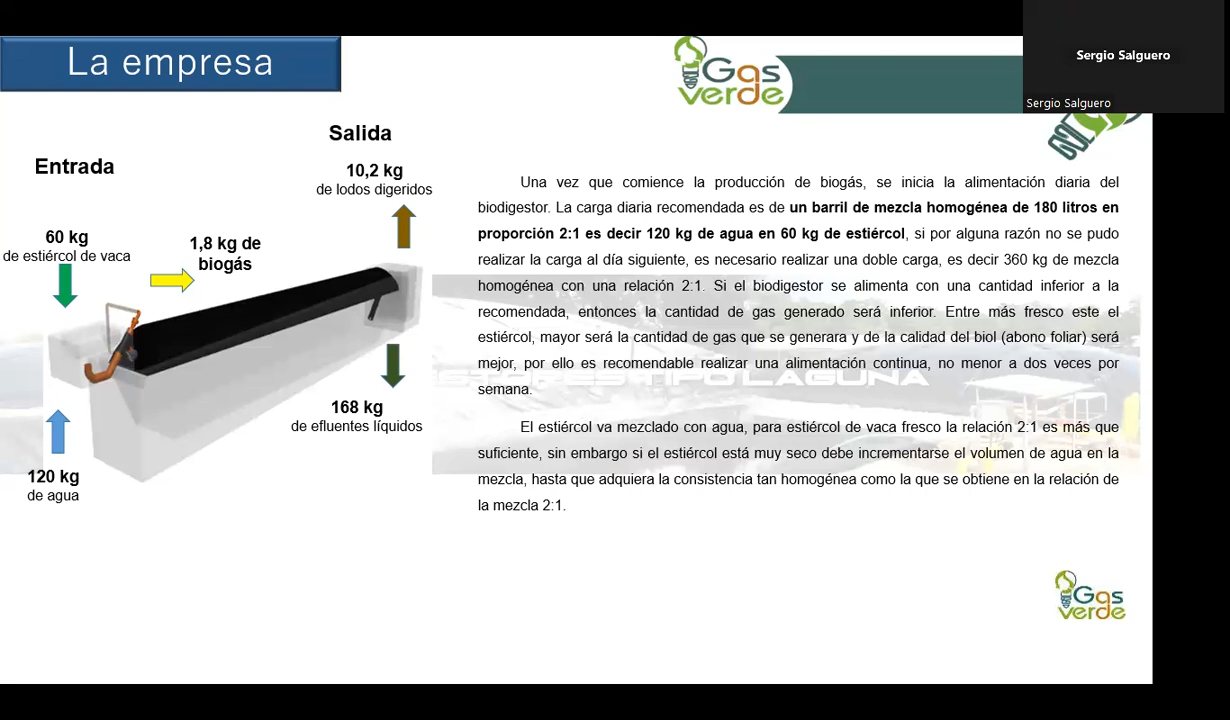 La empresa
Gas
verde
Sergio Salguero
Sergio Salguero
Salida
Entrada
10,2 kg
de lodos digeridos
60 kg
de estiércol de vaca
1,8 kg de
biogás
168 kg
de efluentes líquidos
120 kg
de agua
Una vez que comience la producción de biogás, se inicia la alimentación diaria del
biodigestor. La carga diaria recomendada es de un barril de mezcla homogénea de 180 litros en
proporción 2:1 es decir 120 kg de agua en 60 kg de estiércol, si por alguna razón no se pudo
realizar la carga al día siguiente, es necesario realizar una doble carga, es decir 360 kg de mezcla
homogénea con una relación 2:1. Si el biodigestor se alimenta con una cantidad inferior a la
recomendada, entonces la cantidad de gas generado será inferior. Entre más fresco este el
estiércol, mayor será la cantidad de gas que se generara y de la calidad del biol (abono foliar) será
mejor, por ello es recomendable realizar una alimentación continua, no menor a dos veces por
semana.
TIPO LAGUNA
El estiércol va mezclado con agua, para estiércol de vaca fresco la relación 2:1 es más que
suficiente, sin embargo si el estiércol está muy seco debe incrementarse el volumen de agua en la
mezcla, hasta que adquiera la consistencia tan homogénea como la que se obtiene en la relación de
la mezcla 2:1.
Gas
verde